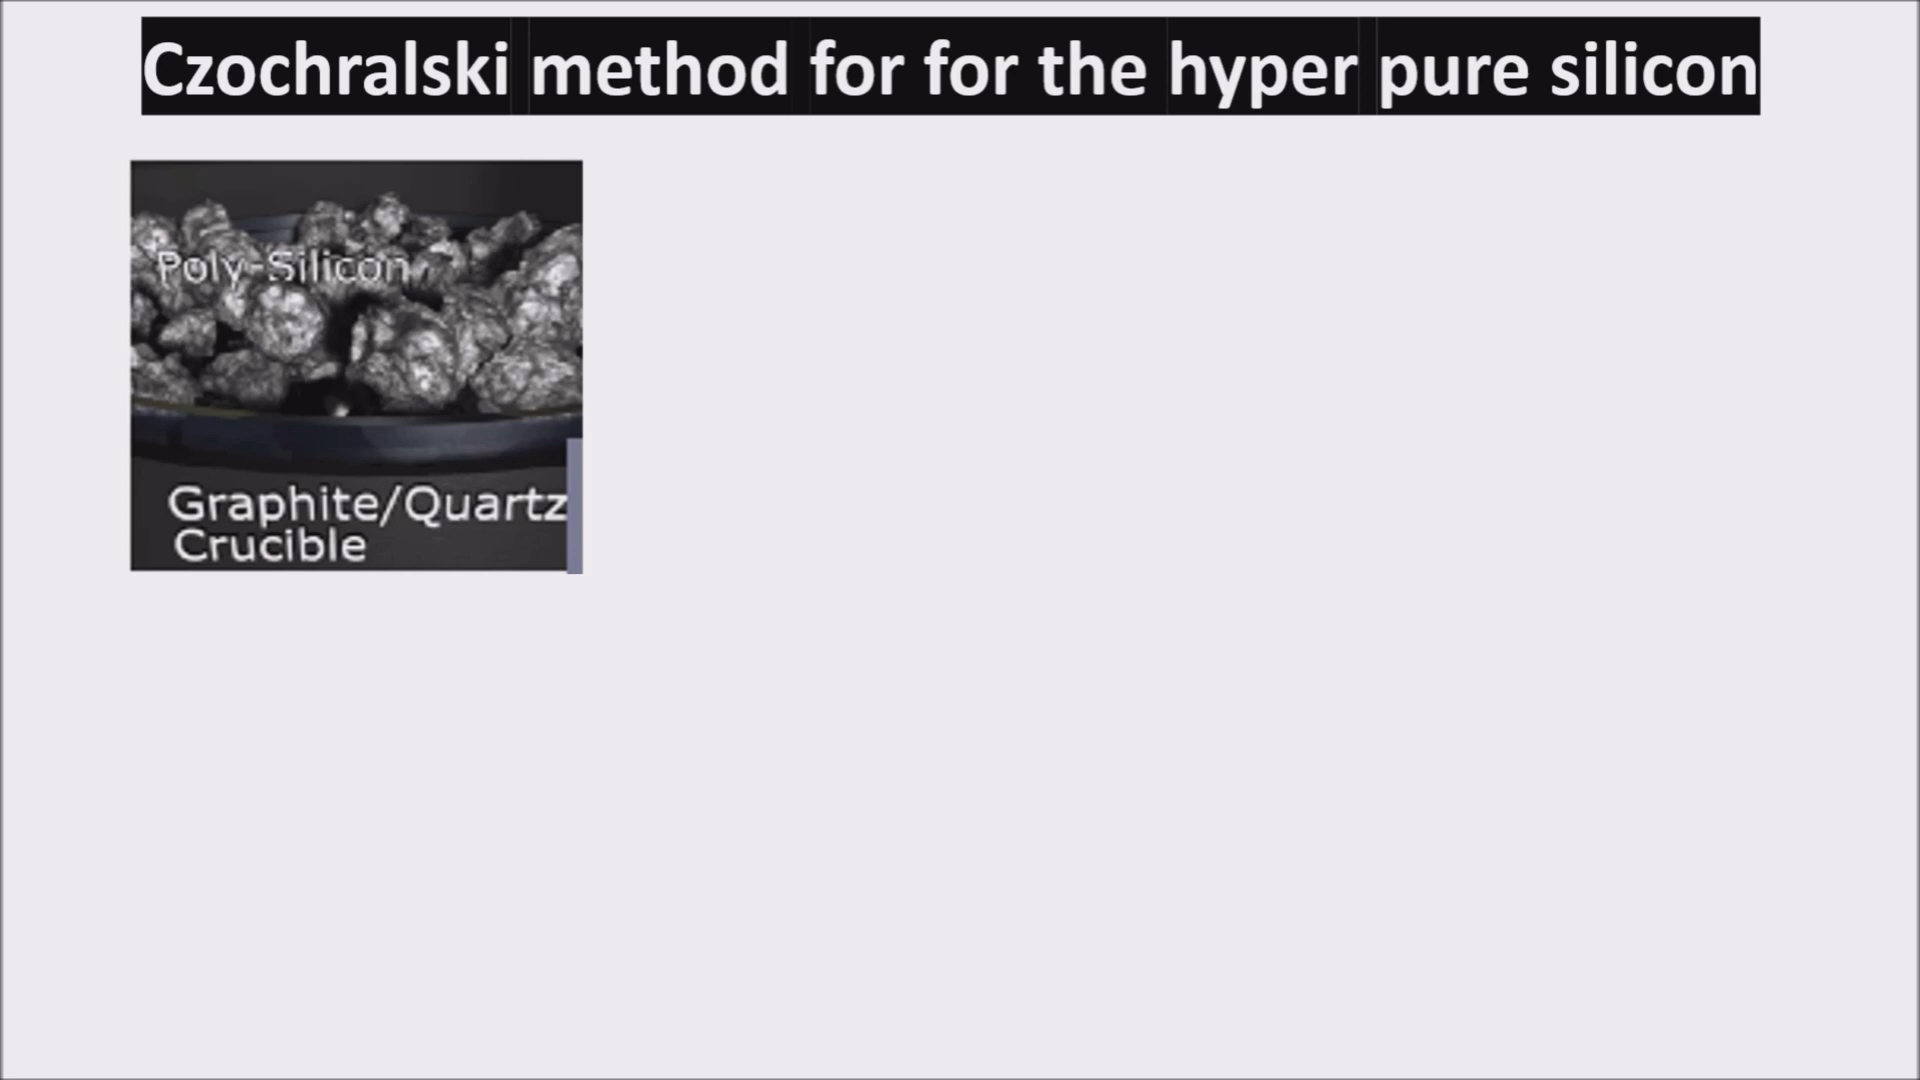 Czochralski method for for the hyper pure silicon
Poly-Silicon
Graphite/Quartz
Crucible